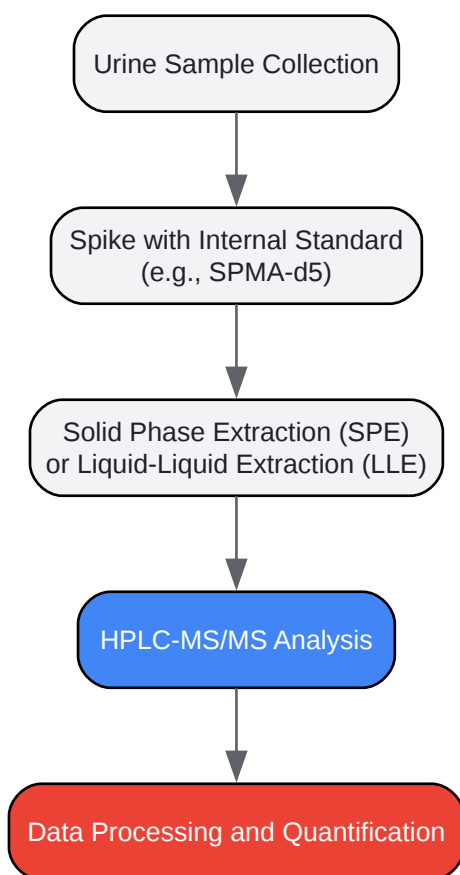 Urine Sample Collection
Spike with Internal Standard
(e.g., SPMA-d5)
Solid Phase Extraction (SPE)
or Liquid-Liquid Extraction (LLE)
HPLC-MS/MS Analysis
Data Processing and Quantification